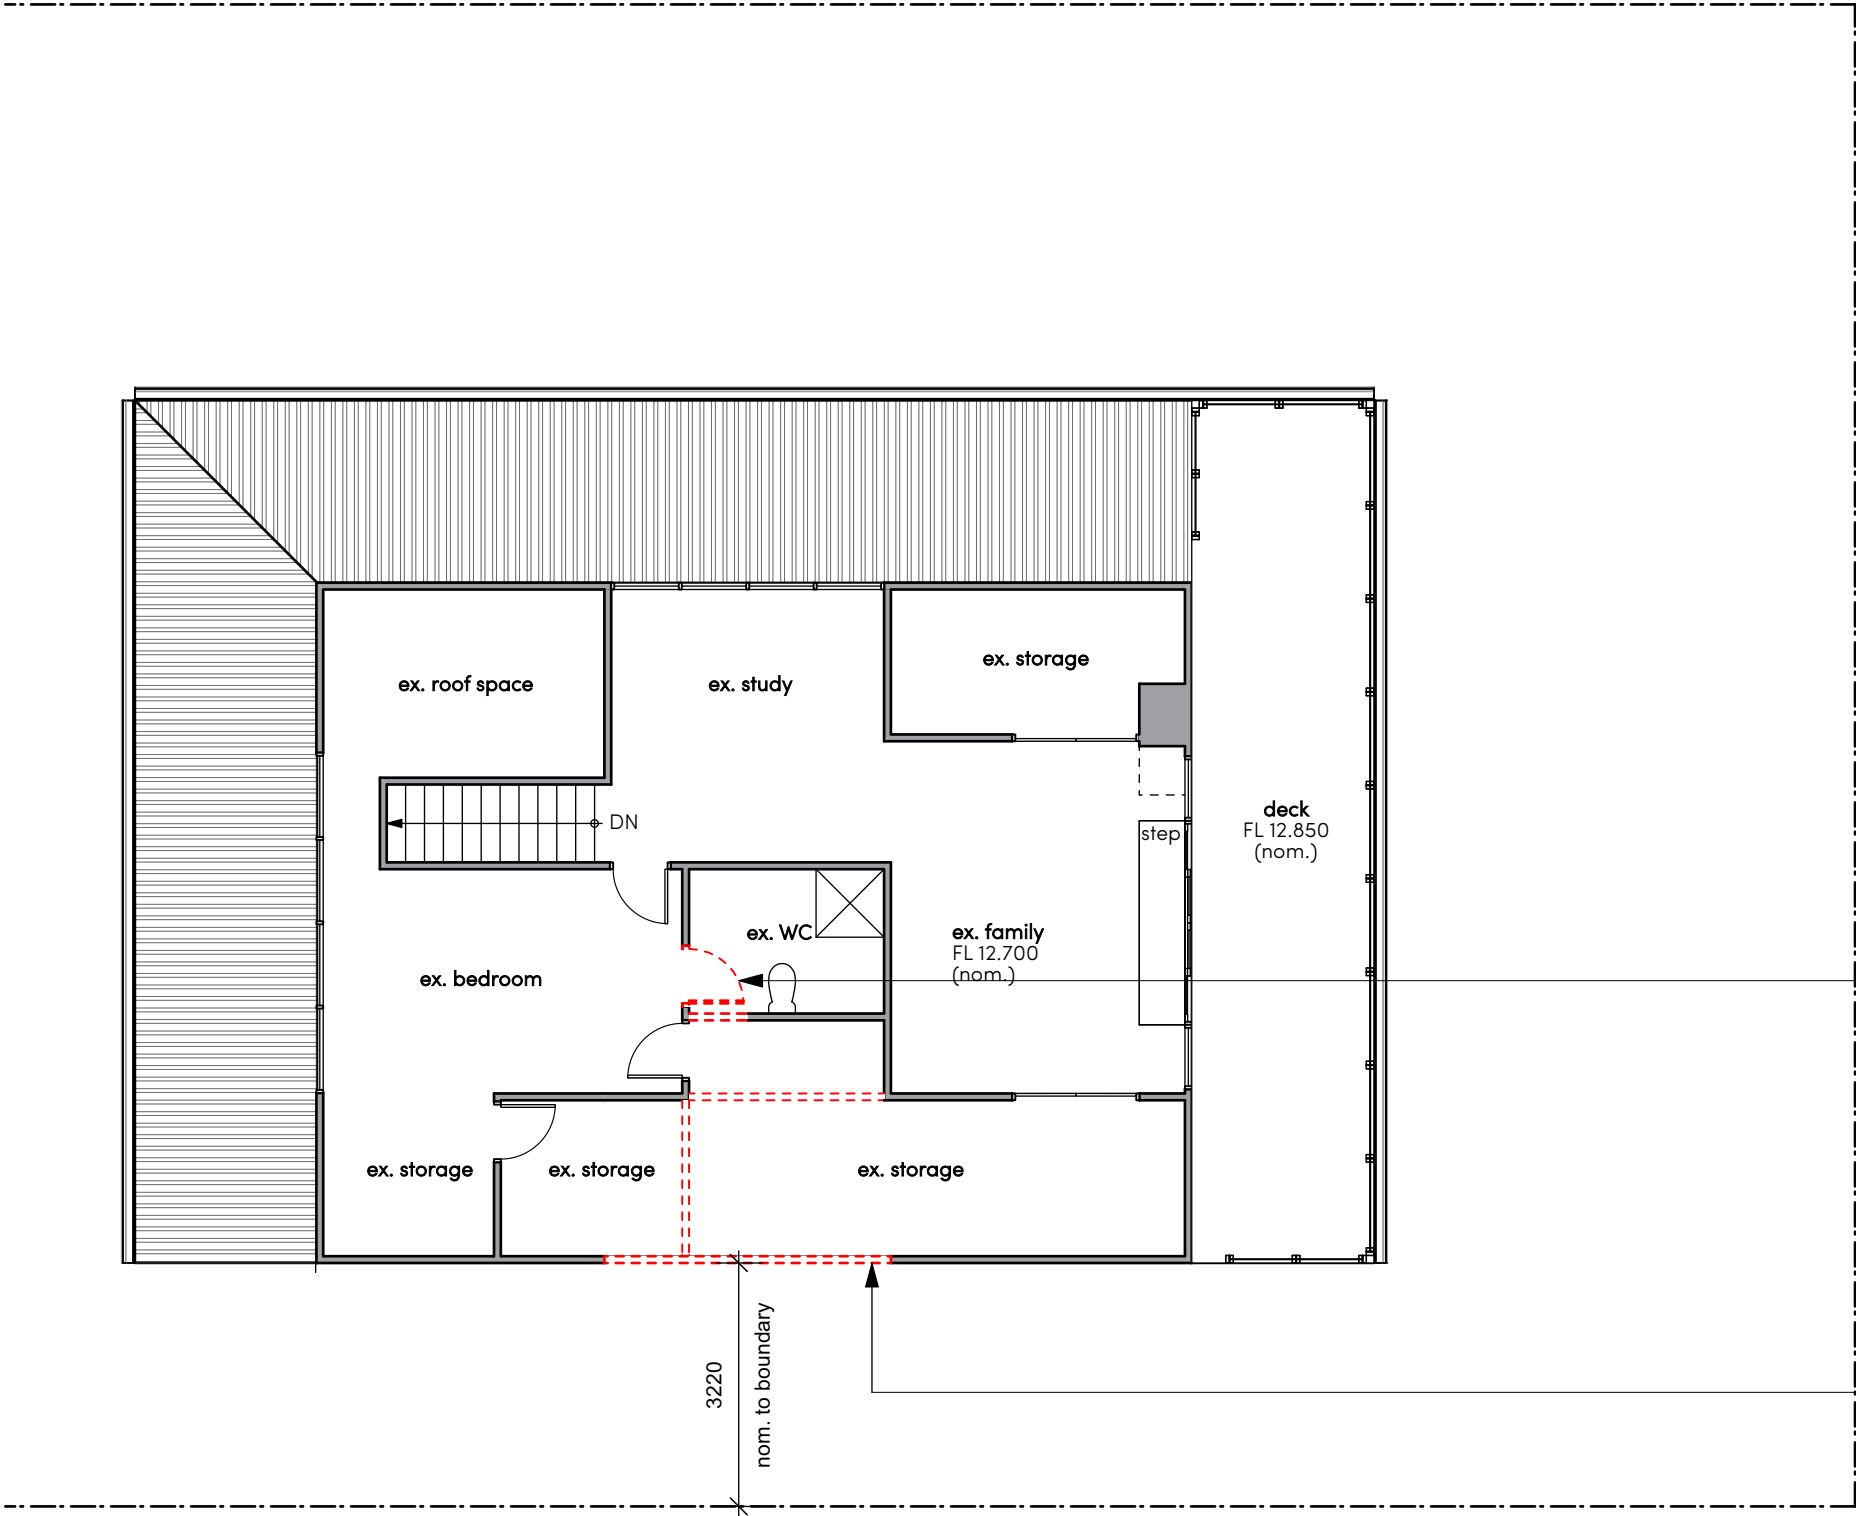 ex. storage
ex. roof space
ex. study
deck
FL 12.850
(nom.)
DN
step
ex. WC
ex. family
FL 12.700
(nom.)
ex. bedroom
ex. storage
ex. storage
ex. storage
3220
nom. to boundary